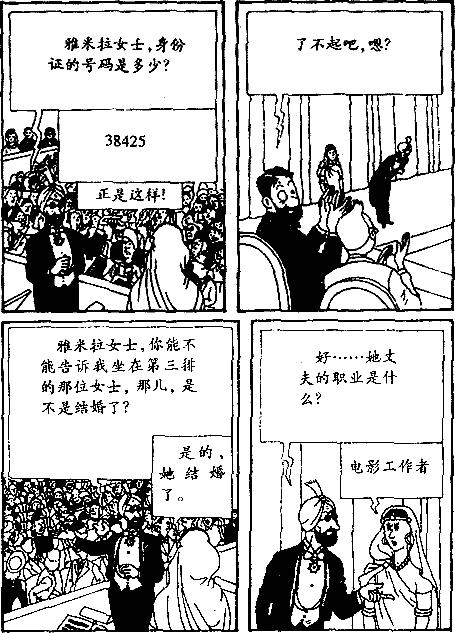 雅米拉女士，身份
证的号码是多少？
38425
正是这样！
了不起吧，嗯？
雅米拉女士，你能不
能告诉我坐在第三排
的那位女士，那儿，是
不是结婚了？
是的，
她结婚
了。
好……她丈
夫的职业是什
么？
电影工作者